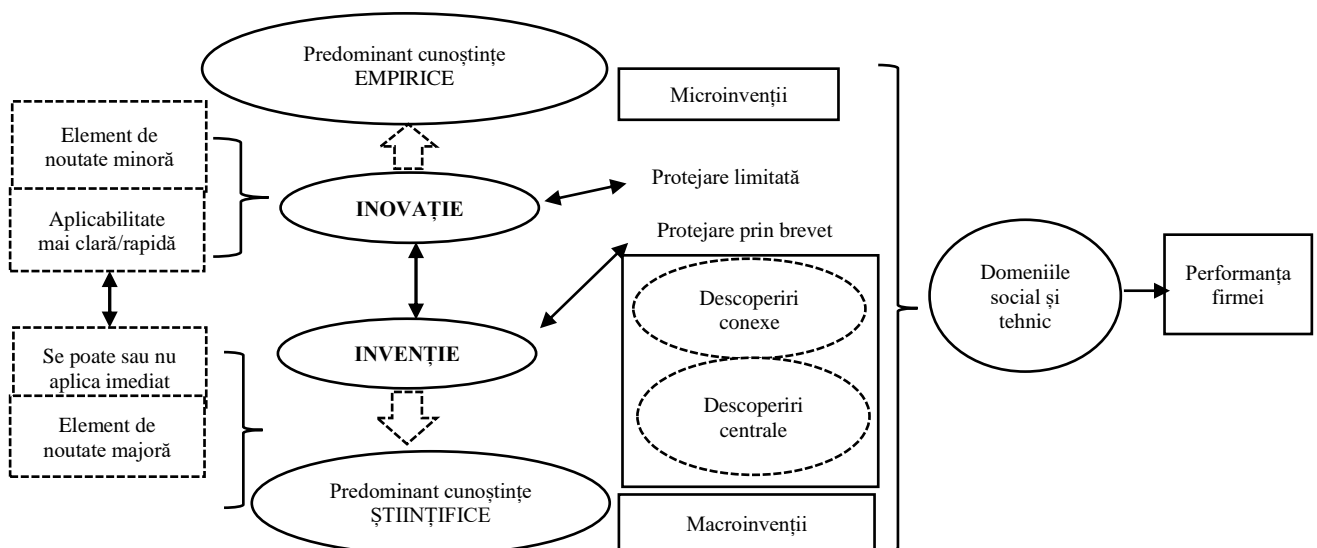 Predominant cunoștințe
EMPIRICE
Microinvenții
Element de
noutate minoră
Aplicabilitate
mai clară/rapidă
INOVAȚIE
Protejare limitată
Protejare prin brevet
Descoperiri
conexe
Descoperiri
centrale
Domeniile
social și
tehnic
Performanța
firmei
INVENȚIE
Se poate sau nu
aplica imediat
Element de
noutate majoră
Predominant cunoștințe
ȘTIINȚIFICE
Macroinvenții